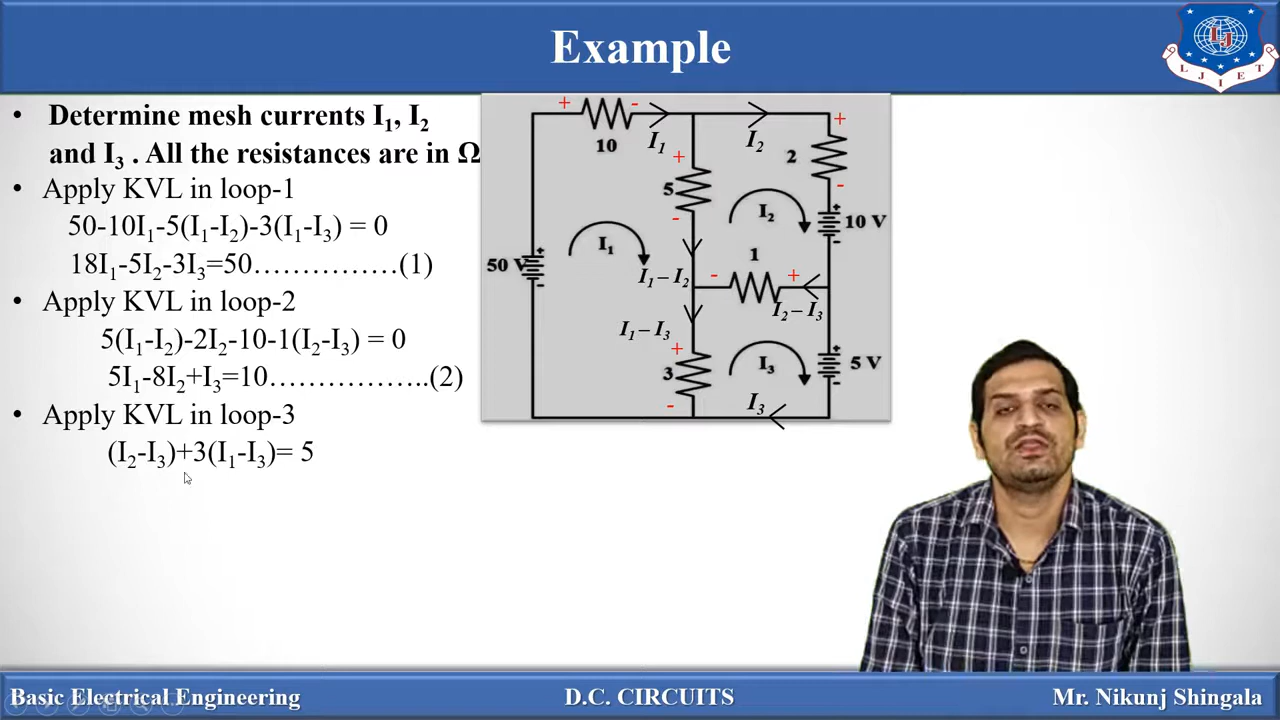 Example
L J I E T
LJ
• Determine mesh currents I₁, I₂
and I₃ . All the resistances are in Ω
• Apply KVL in loop-1
50-10I₁-5(I₁-I₂)-3(I₁-I₃) = 0
18I₁-5I₂-3I₃=50……………(1)
• Apply KVL in loop-2
5(I₁-I₂)-2I₂-10-1(I₂-I₃) = 0
5I₁-8I₂+I₃=10……………..(2)
• Apply KVL in loop-3
(I₂-I₃)+3(I₁-I₃)= 5
+ - + 
10 I₁ I₂ 2
+ -
5 I₂ 10 V
-
I₁ 1
50 V I₁ – I₂ - +
I₂ – I₃
I₁ – I₃
+ I₃ 5 V
3
- I₃
Basic Electrical Engineering
D.C. CIRCUITS
Mr. Nikunj Shingala